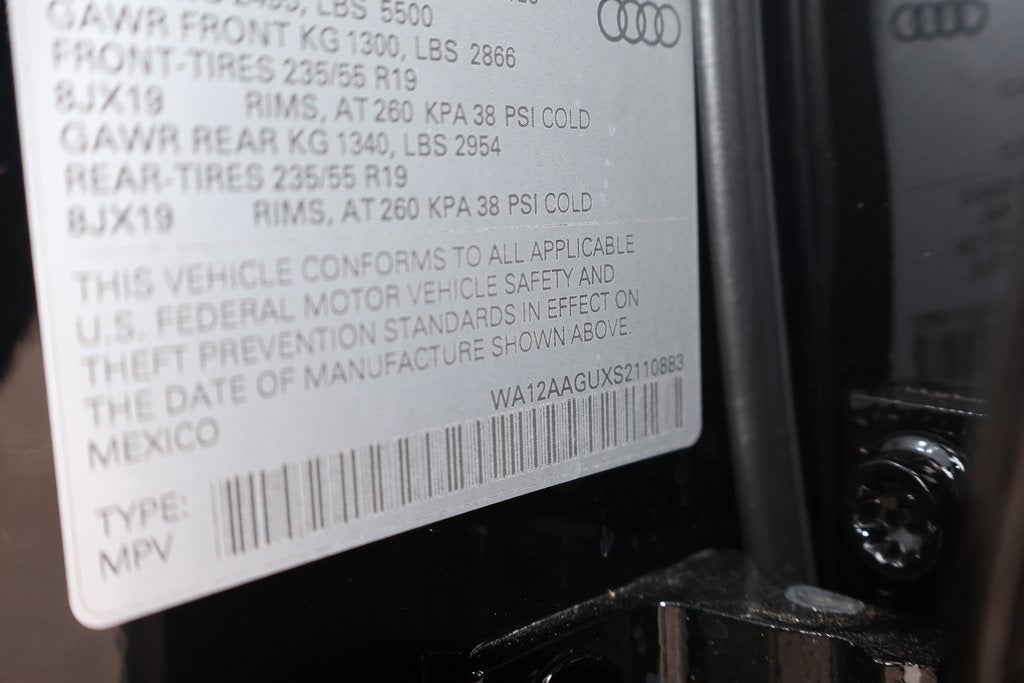 LBS 5500
GAWR FRONT KG 1300, LBS 2866
FRONT-TIRES 235/55 R19
8JX19 RIMS, AT 260 KPA 38 PSI COLD
GAWR REAR KG 1340, LBS 2954
REAR-TIRES 235/55 R19
8JX19 RIMS, AT 260 KPA 38 PSI COLD
THIS VEHICLE CONFORMS TO ALL APPLICABLE
U.S. FEDERAL MOTOR VEHICLE SAFETY AND
THEFT PREVENTION STANDARDS IN EFFECT ON
THE DATE OF MANUFACTURE SHOWN ABOVE.
MEXICO WA12AAGUXS2110883
TYPE:
MPV